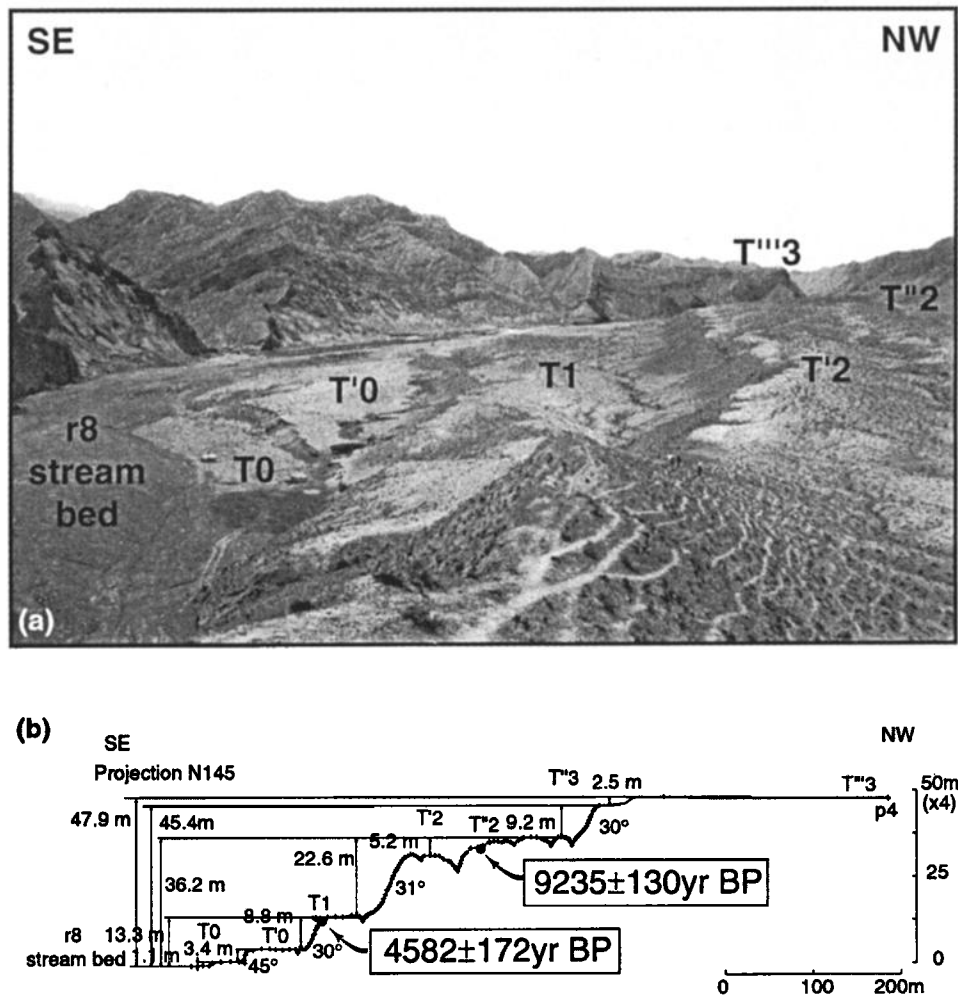 SE NW
T'''3
T''2
T'0 T1 T'2
r8
stream
bed
T0
(a)
(b)
SE NW
Projection N145
T''3 2.5 m T'''3 50m
p4 (x4)
47.9 m 45.4m T'2 T''2 9.2 m 30°
5.2 m
22.6 m 31° 25
9235±130yr BP
36.2 m
T1
8.8 m
r8 13.3 m T0 T'0
stream bed 3.4 m 30° 4582±172yr BP 0
45°
0 100 200m